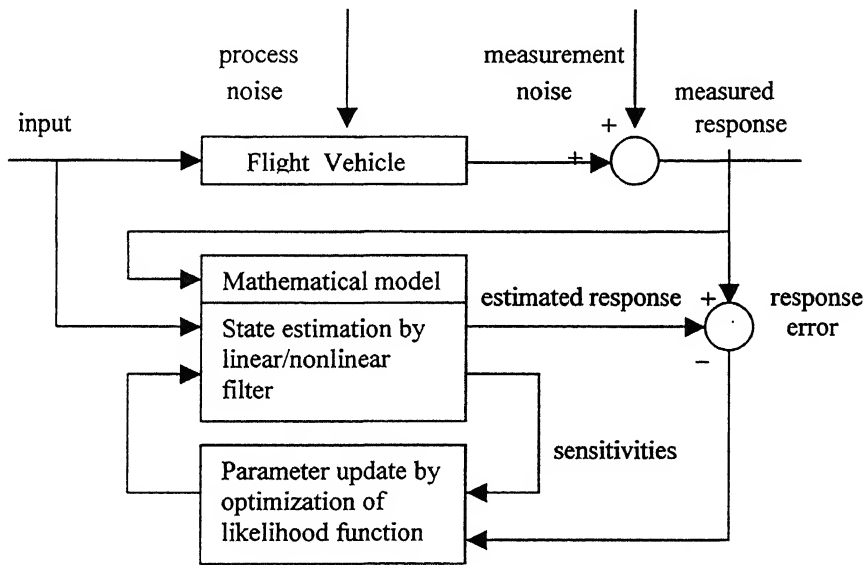 process
noise
measurement
noise
measured
response
input
+
+
Flight Vehicle
Mathematical model
estimated response
+
response
error
State estimation by
linear/nonlinear
filter
−
sensitivities
Parameter update by
optimization of
likelihood function